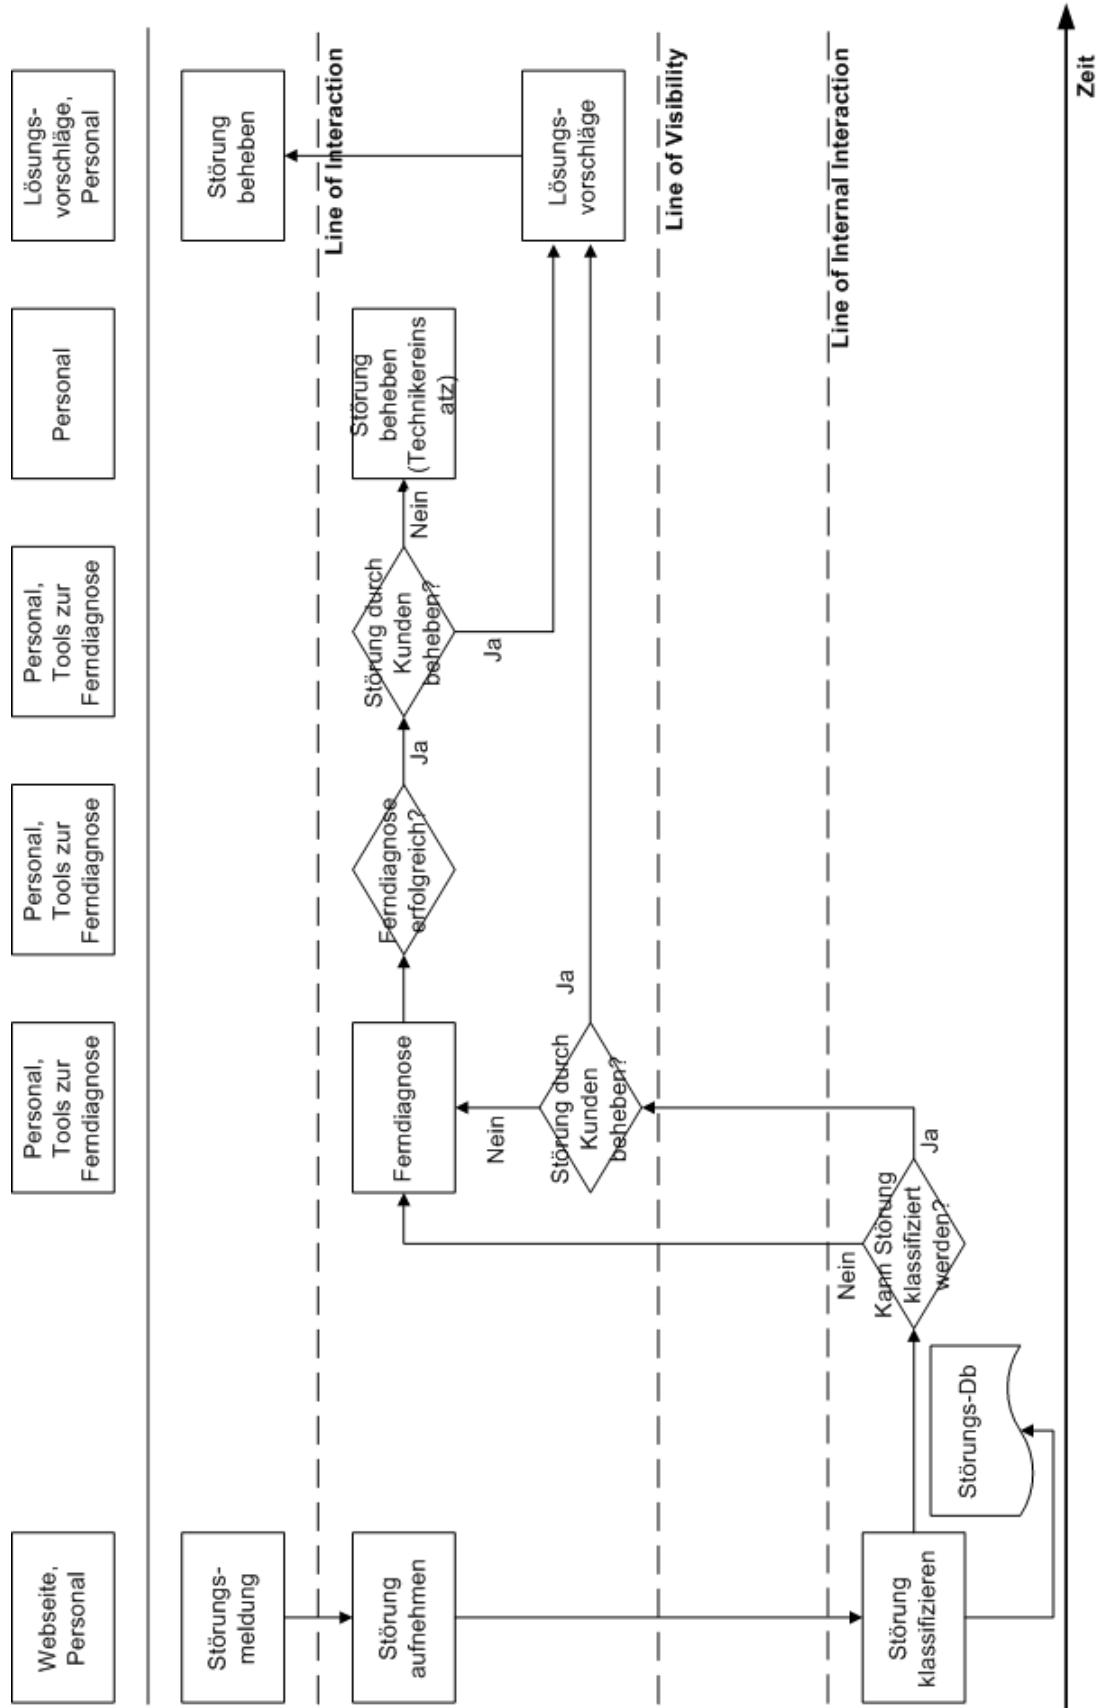 Webseite,
Personal
Personal,
Tools zur
Ferndiagnose
Personal,
Tools zur
Ferndiagnose
Personal,
Tools zur
Ferndiagnose
Personal
Lösungs-
vorschläge,
Personal
Störungs-
meldung
Störung
beheben
Line of Interaction
Störung
aufnehmen
Ferndiagnose
Ferndiagnose
erfolgreich?
Ja
Störung durch
Kunden
beheben?
Nein
Ja
Störung
beheben
(Technikereins
atz)
Nein
Störung durch
Kunden
beheben?
Ja
Lösungs-
vorschläge
Line of Visibility
Line of Internal Interaction
Störung
klassifizieren
Störungs-Db
Nein
Kann Störung
klassifiziert
werden?
Ja
Zeit